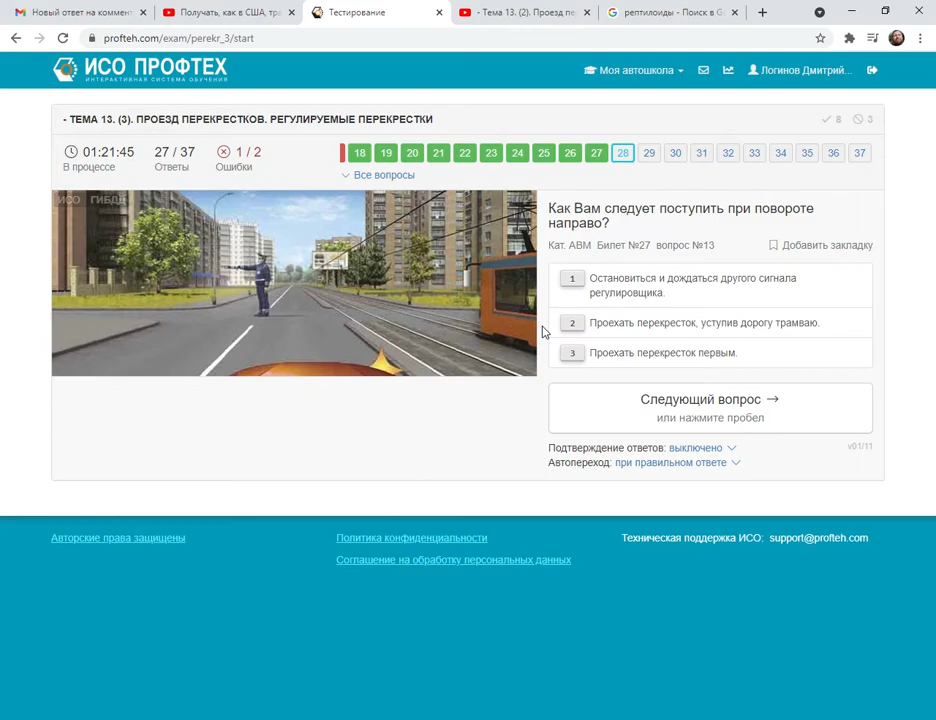 Новый ответ на коммент
Получать, как в США, тра
Тестирование
- Тема 13. (2). Проезд пе
рептилоиды - Поиск в G
profteh.com/exam/perekr_3/start
ИСО ПРОФТЕХ
ИНТЕРАКТИВНАЯ СИСТЕМА ОБУЧЕНИЯ
Моя автошкола
Логинов Дмитрий...
- ТЕМА 13. (3). ПРОЕЗД ПЕРЕКРЕСТКОВ. РЕГУЛИРУЕМЫЕ ПЕРЕКРЕСТКИ
8 3
01:21:45 27 / 37 1 / 2
В процессе Ответы Ошибки
18 19 20 21 22 23 24 25 26 27 28 29 30 31 32 33 34 35 36 37
Все вопросы
ИСО ГИБДД
Как Вам следует поступить при повороте
направо?
Кат. АВМ Билет №27 вопрос №13 Добавить закладку
1 Остановиться и дождаться другого сигнала
регулировщика.
2 Проехать перекресток, уступив дорогу трамваю.
3 Проехать перекресток первым.
Следующий вопрос →
или нажмите пробел
Подтверждение ответов: выключено
v01/11
Автопереход: при правильном ответе
Авторские права защищены
Политика конфиденциальности
Техническая поддержка ИСО: support@profteh.com
Соглашение на обработку персональных данных